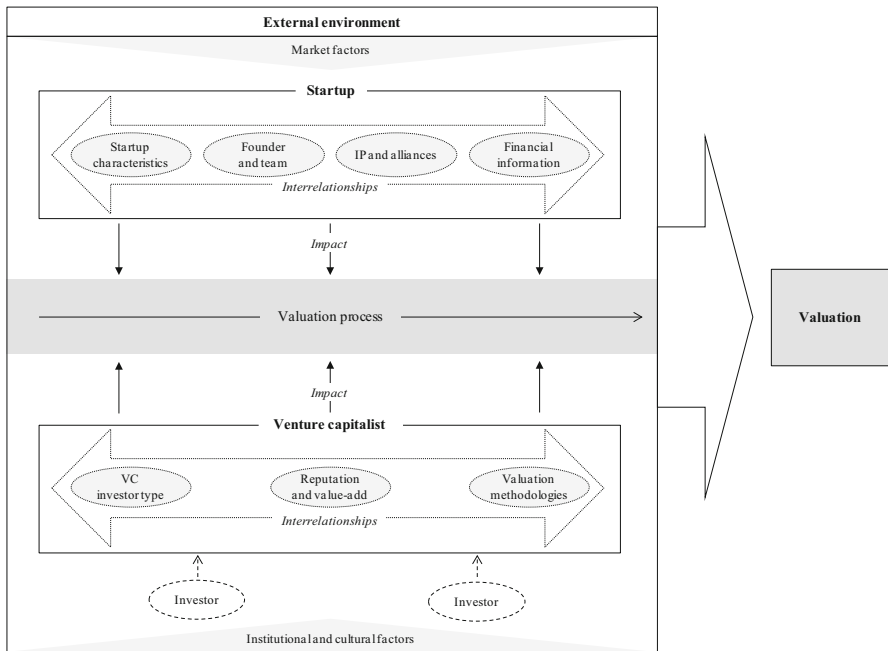 External environment
Market factors
Startup
Startup
characteristics
Founder
and team
IP and alliances
Financial
information
Interrelationships
Impact
Valuation process
Valuation
Impact
Venture capitalist
VC
investor type
Reputation
and value-add
Valuation
methodologies
Interrelationships
Investor
Investor
Institutional and cultural factors